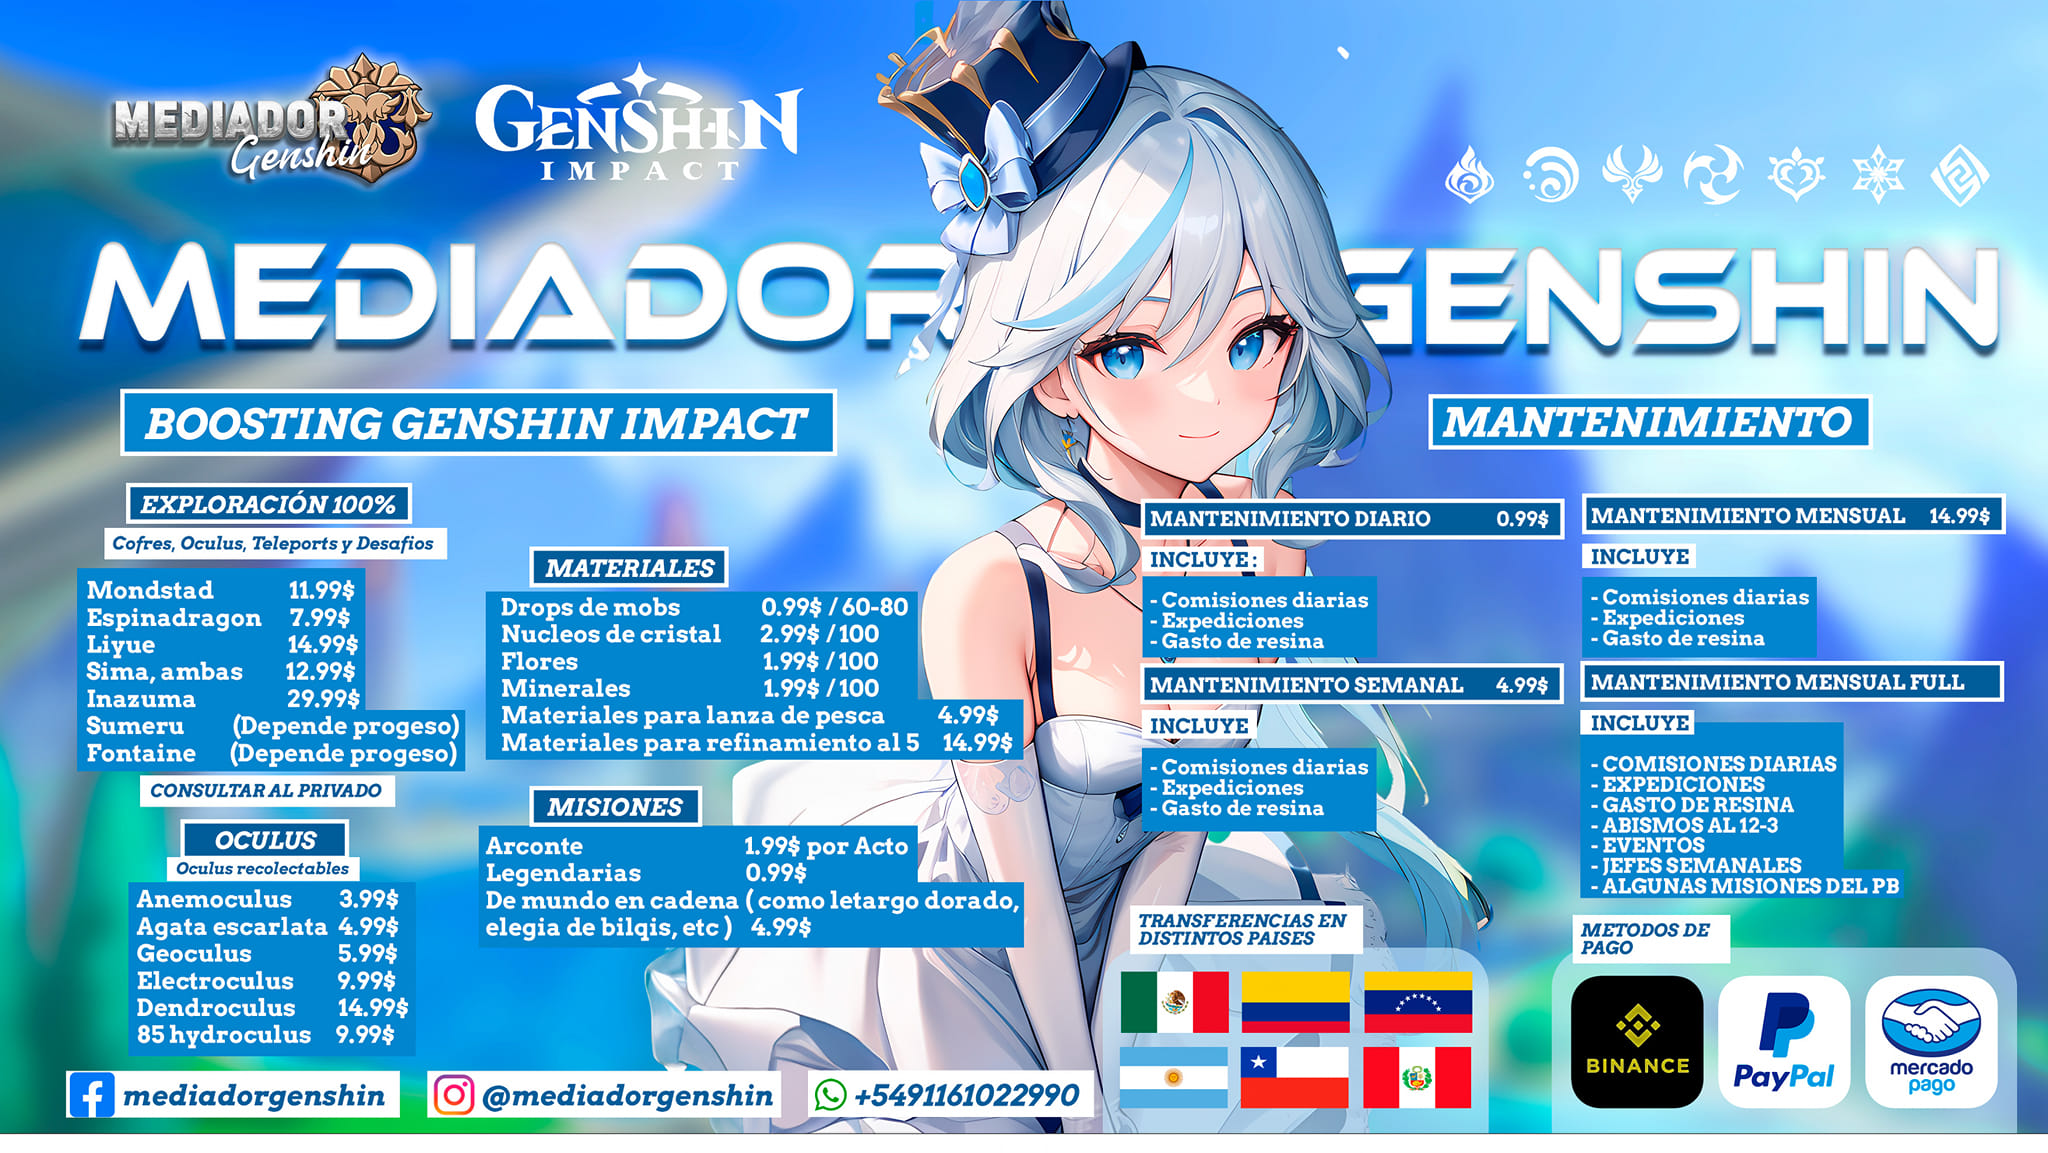 MEDIADOR
Genshin
GENSHIN
IMPACT
MEDIADOR GENSHIN
BOOSTING GENSHIN IMPACT
EXPLORACIÓN 100%
Cofres, Oculus, Teleports y Desafios
Mondstad 11.99$
Espinadragon 7.99$
Liyue 14.99$
Sima, ambas 12.99$
Inazuma 29.99$
Sumeru (Depende progeso)
Fontaine (Depende progeso)
CONSULTAR AL PRIVADO
OCULUS
Oculus recolectables
Anemoculus 3.99$
Agata escarlata 4.99$
Geoculus 5.99$
Electroculus 9.99$
Dendroculus 14.99$
85 hydroculus 9.99$
MATERIALES
Drops de mobs 0.99$ / 60-80
Nucleos de cristal 2.99$ / 100
Flores 1.99$ / 100
Minerales 1.99$ / 100
Materiales para lanza de pesca 4.99$
Materiales para refinamiento al 5 14.99$
MISIONES
Arconte 1.99$ por Acto
Legendarias 0.99$
De mundo en cadena ( como letargo dorado,
elegia de bilqis, etc ) 4.99$
MANTENIMIENTO
MANTENIMIENTO DIARIO 0.99$
INCLUYE:
- Comisiones diarias
- Expediciones
- Gasto de resina
MANTENIMIENTO SEMANAL 4.99$
INCLUYE
- Comisiones diarias
- Expediciones
- Gasto de resina
MANTENIMIENTO MENSUAL 14.99$
INCLUYE
- Comisiones diarias
- Expediciones
- Gasto de resina
MANTENIMIENTO MENSUAL FULL
INCLUYE
- COMISIONES DIARIAS
- EXPEDICIONES
- GASTO DE RESINA
- ABISMOS AL 12-3
- EVENTOS
- JEFES SEMANALES
- ALGUNAS MISIONES DEL PB
TRANSFERENCIAS EN
DISTINTOS PAISES
METODOS DE
PAGO
BINANCE
PayPal
mercado
pago
mediadorgenshin
@mediadorgenshin
+5491161022990